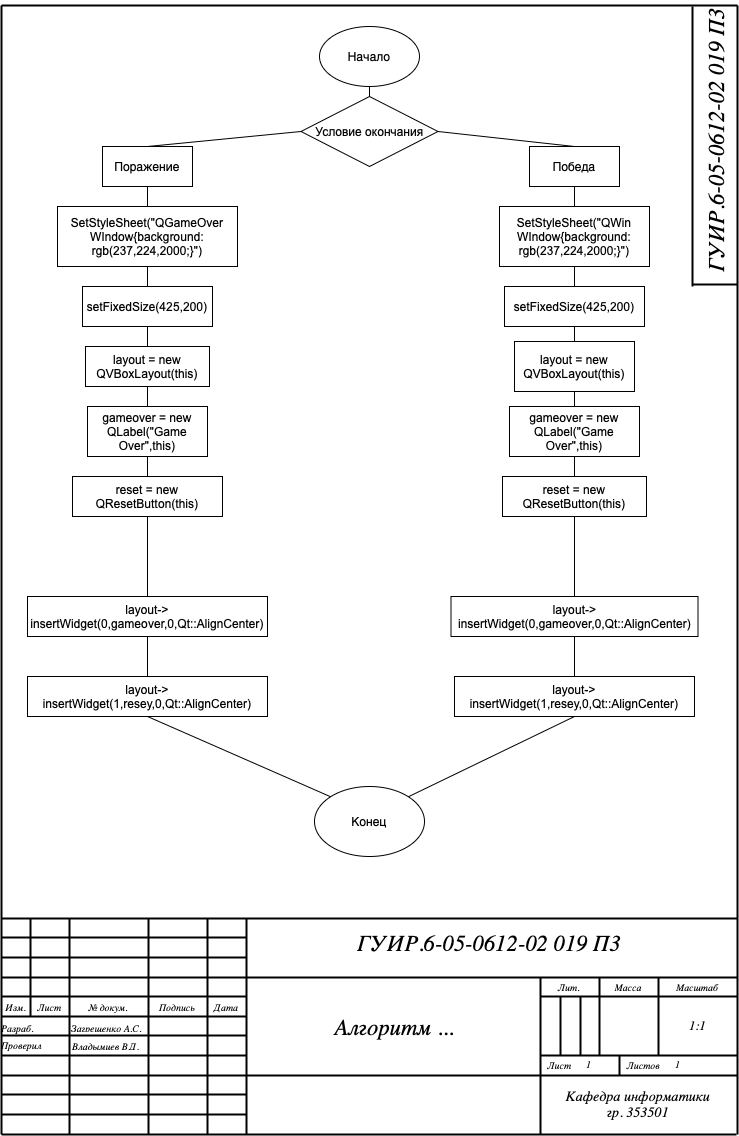 ГУИР.6-05-0612-02 019 ПЗ
Начало
Условие окончания
Поражение
SetStyleSheet("QGameOver
WIndow{background:
rgb(237,224,2000;}")
setFixedSize(425,200)
layout = new
QVBoxLayout(this)
gameover = new
QLabel("Game
Over",this)
reset = new
QResetButton(this)
layout->
insertWidget(0,gameover,0,Qt::AlignCenter)
layout->
insertWidget(1,resey,0,Qt::AlignCenter)
Победа
SetStyleSheet("QWin
WIndow{background:
rgb(237,224,2000;}")
setFixedSize(425,200)
layout = new
QVBoxLayout(this)
gameover = new
QLabel("Game
Over",this)
reset = new
QResetButton(this)
layout->
insertWidget(0,gameover,0,Qt::AlignCenter)
layout->
insertWidget(1,resey,0,Qt::AlignCenter)
Конец
ГУИР.6-05-0612-02 019 ПЗ
Изм. Лист № докум. Подпись Дата
Разраб. Загрещенко А.С.
Проверил Владымцев В.Д.
Алгоритм ...
Лит. Масса Масштаб
1:1
Лист 1 Листов 1
Кафедра информатики
гр. 353501